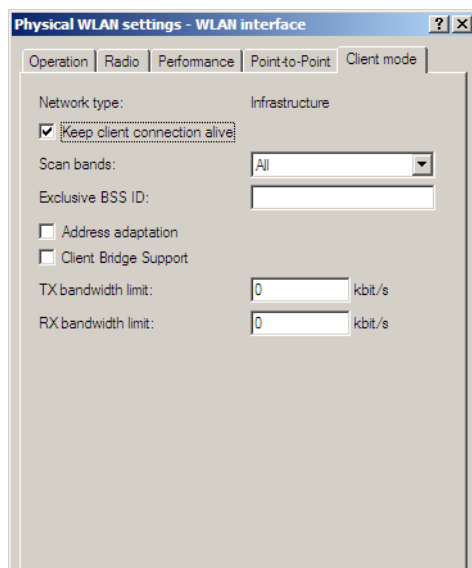 Physical WLAN settings - WLAN interface ? X
Operation Radio Performance Point-to-Point Client mode
Network type: Infrastructure
Keep client connection alive
Scan bands: All
Exclusive BSS ID:
Address adaptation
Client Bridge Support
TX bandwidth limit: 0 kbit/s
RX bandwidth limit: 0 kbit/s